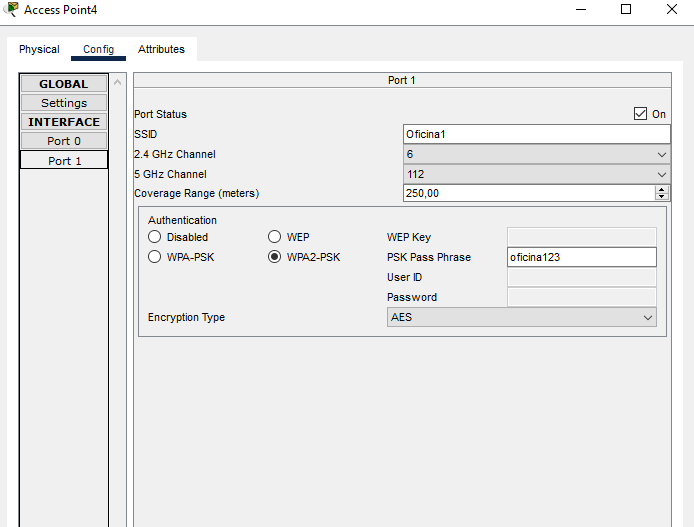 Access Point4
Physical Config Attributes
GLOBAL
Settings
INTERFACE
Port 0
Port 1
Port 1
Port Status On
SSID Oficina1
2.4 GHz Channel 6
5 GHz Channel 112
Coverage Range (meters) 250,00
Authentication
Disabled WEP WEP Key
WPA-PSK WPA2-PSK PSK Pass Phrase oficina123
User ID
Password
Encryption Type AES